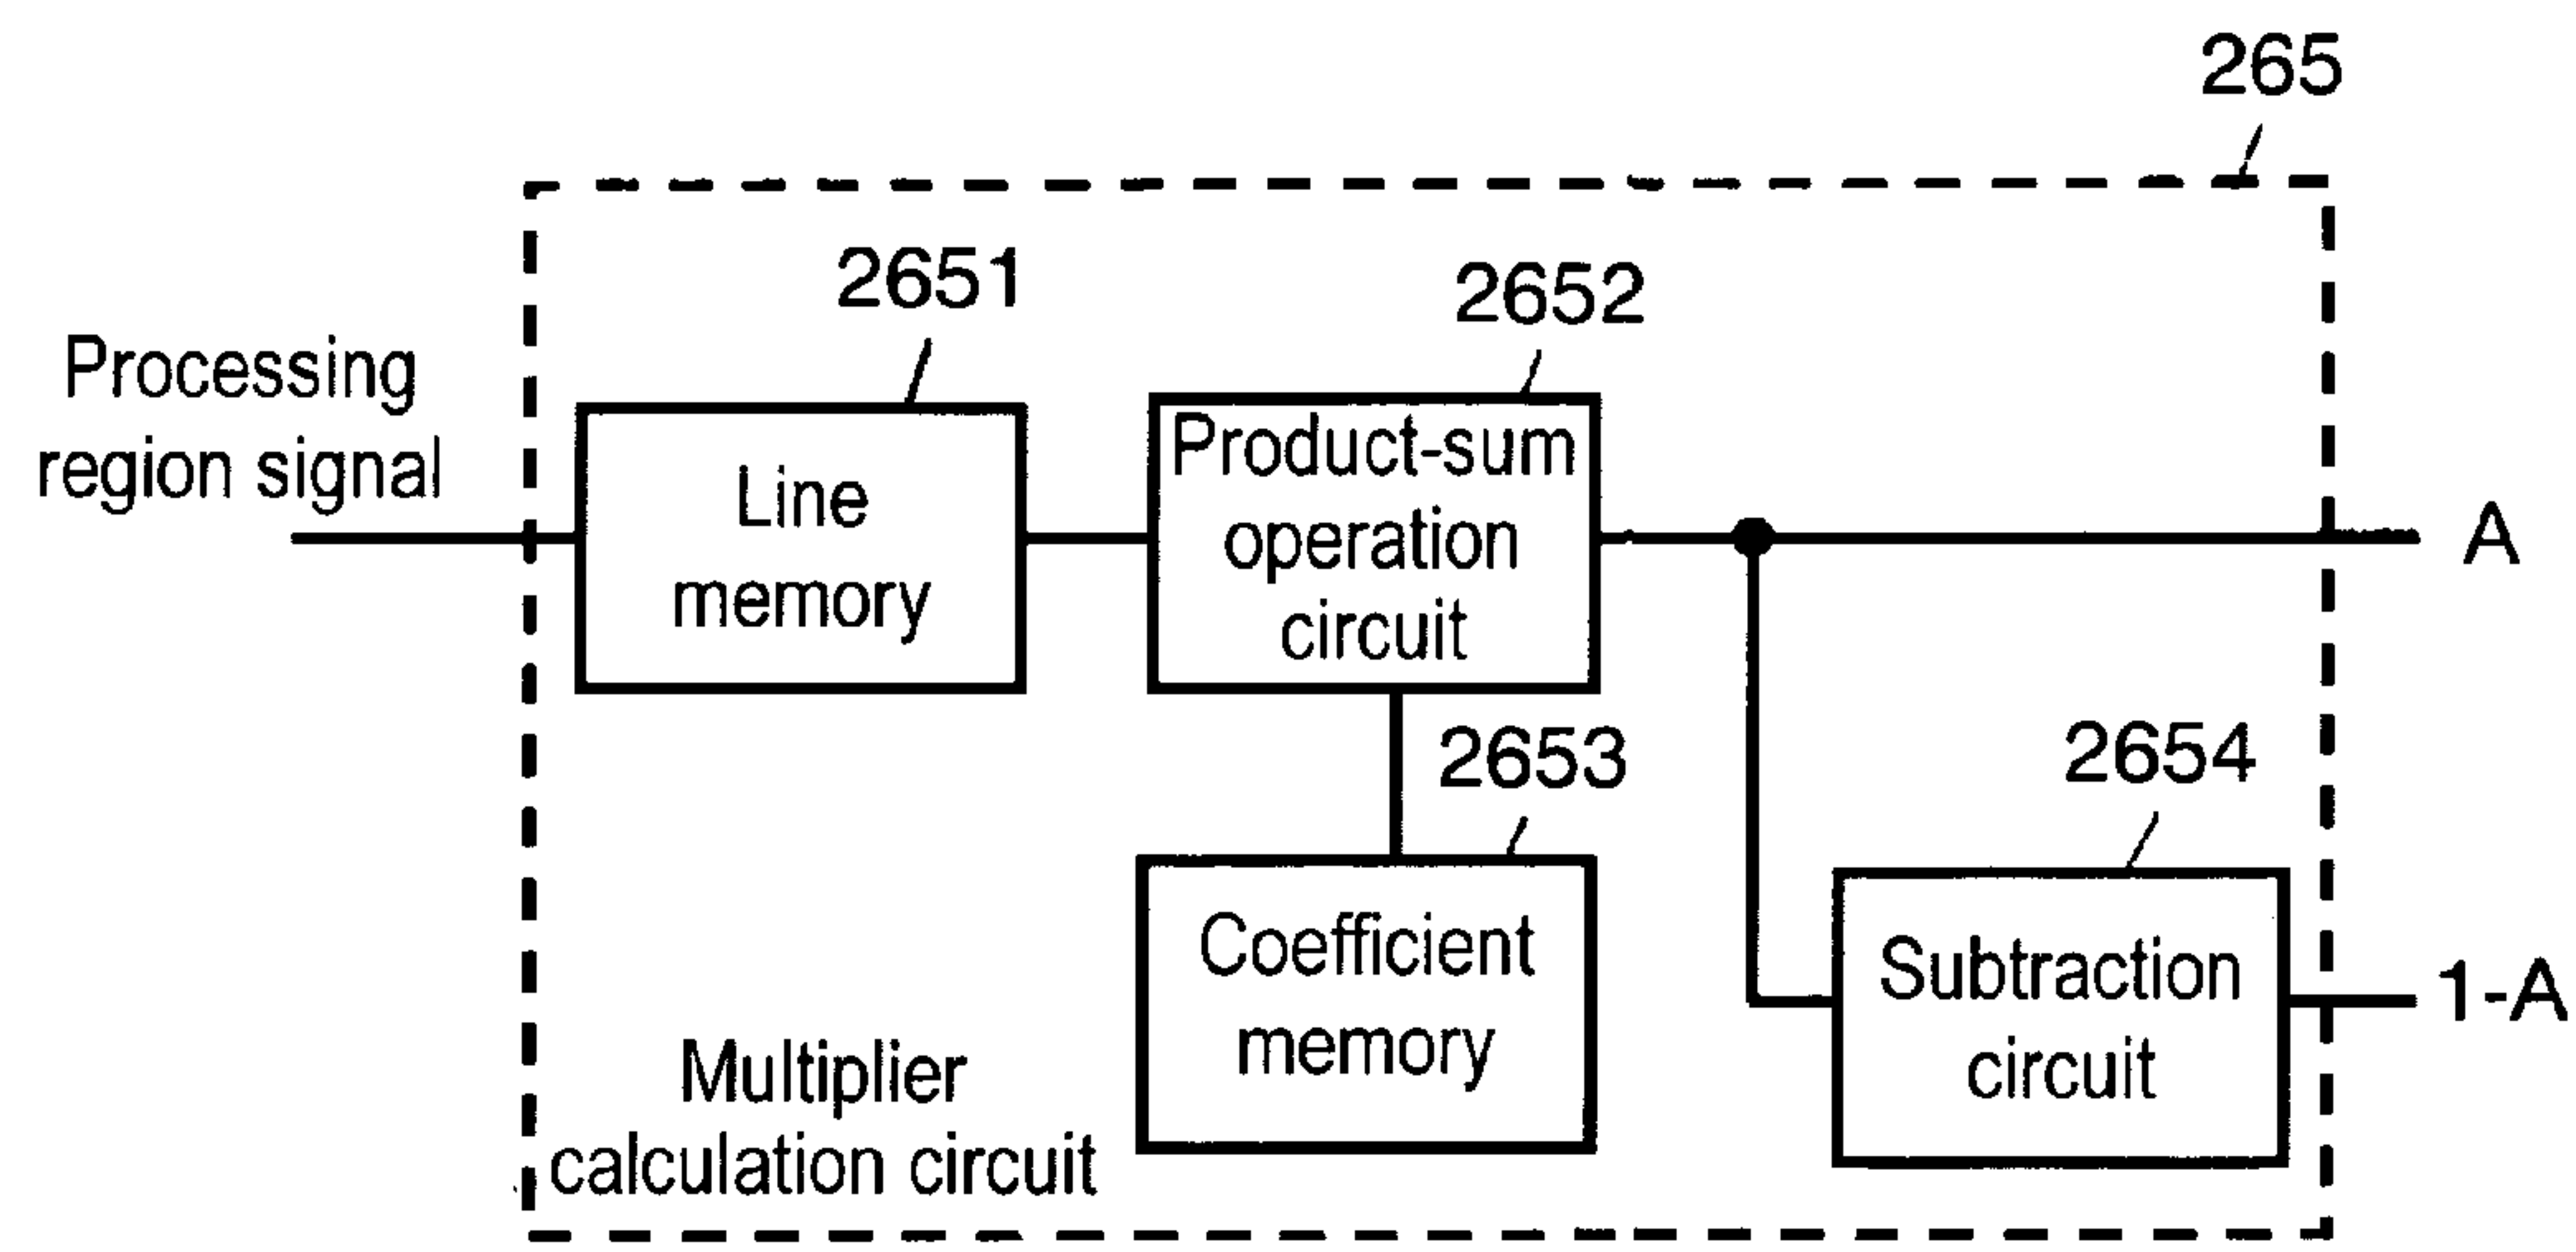 265
2651
2652
Processing
region signal
Line
memory
Product-sum
operation
circuit
A
2653
2654
Coefficient
memory
Subtraction
circuit
1-A
Multiplier
calculation circuit